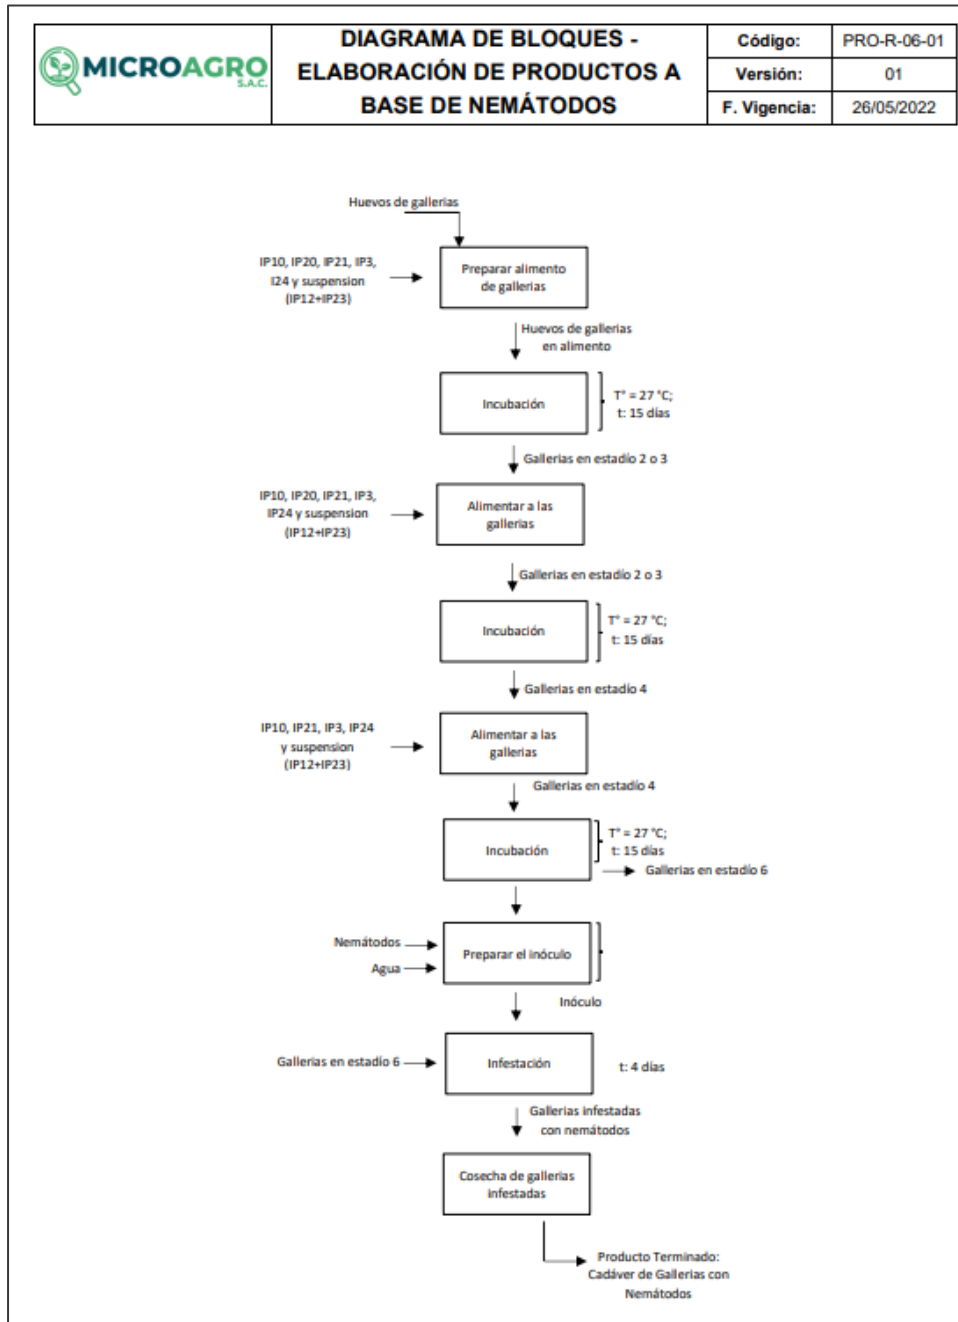 MICROAGRO
S.A.C.
DIAGRAMA DE BLOQUES -
ELABORACIÓN DE PRODUCTOS A
BASE DE NEMÁTODOS
Código: PRO-R-06-01
Versión: 01
F. Vigencia: 26/05/2022
Huevos de gallerias
IP10, IP20, IP21, IP3,
I24 y suspension
(IP12+IP23)
Preparar alimento
de gallerias
Huevos de gallerias
en alimento
Incubación
T° = 27 °C;
t: 15 días
Gallerias en estadío 2 o 3
IP10, IP20, IP21, IP3,
IP24 y suspension
(IP12+IP23)
Alimentar a las
gallerias
Gallerias en estadío 2 o 3
Incubación
T° = 27 °C;
t: 15 días
Gallerias en estadío 4
IP10, IP21, IP3, IP24
y suspension
(IP12+IP23)
Alimentar a las
gallerias
Gallerias en estadío 4
Incubación
T° = 27 °C;
t: 15 días
Gallerias en estadío 6
Nemátodos
Agua
Preparar el inóculo
Inóculo
Gallerias en estadío 6
Infestación
t: 4 días
Gallerias infestadas
con nemátodos
Cosecha de gallerias
infestadas
Producto Terminado:
Cadáver de Gallerias con
Nemátodos